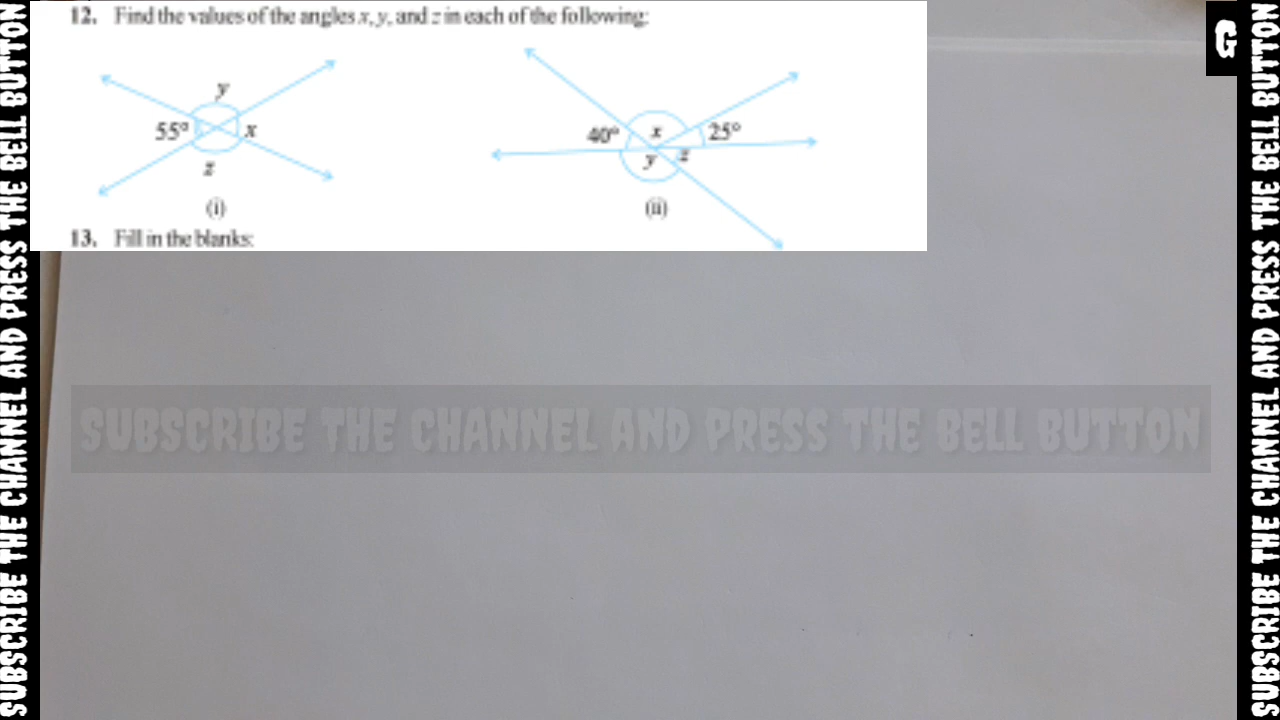 SUBSCRIBE THE CHANNEL AND PRESS THE BELL BUTTON
12. Find the values of the angles x, y, and z in each of the following:
y
55°
x
z
(i)
40°
x
25°
y
z
(ii)
13. Fill in the blanks:
SUBSCRIBE THE CHANNEL AND PRESS THE BELL BUTTON
SUBSCRIBE THE CHANNEL AND PRESS THE BELL BUTTON